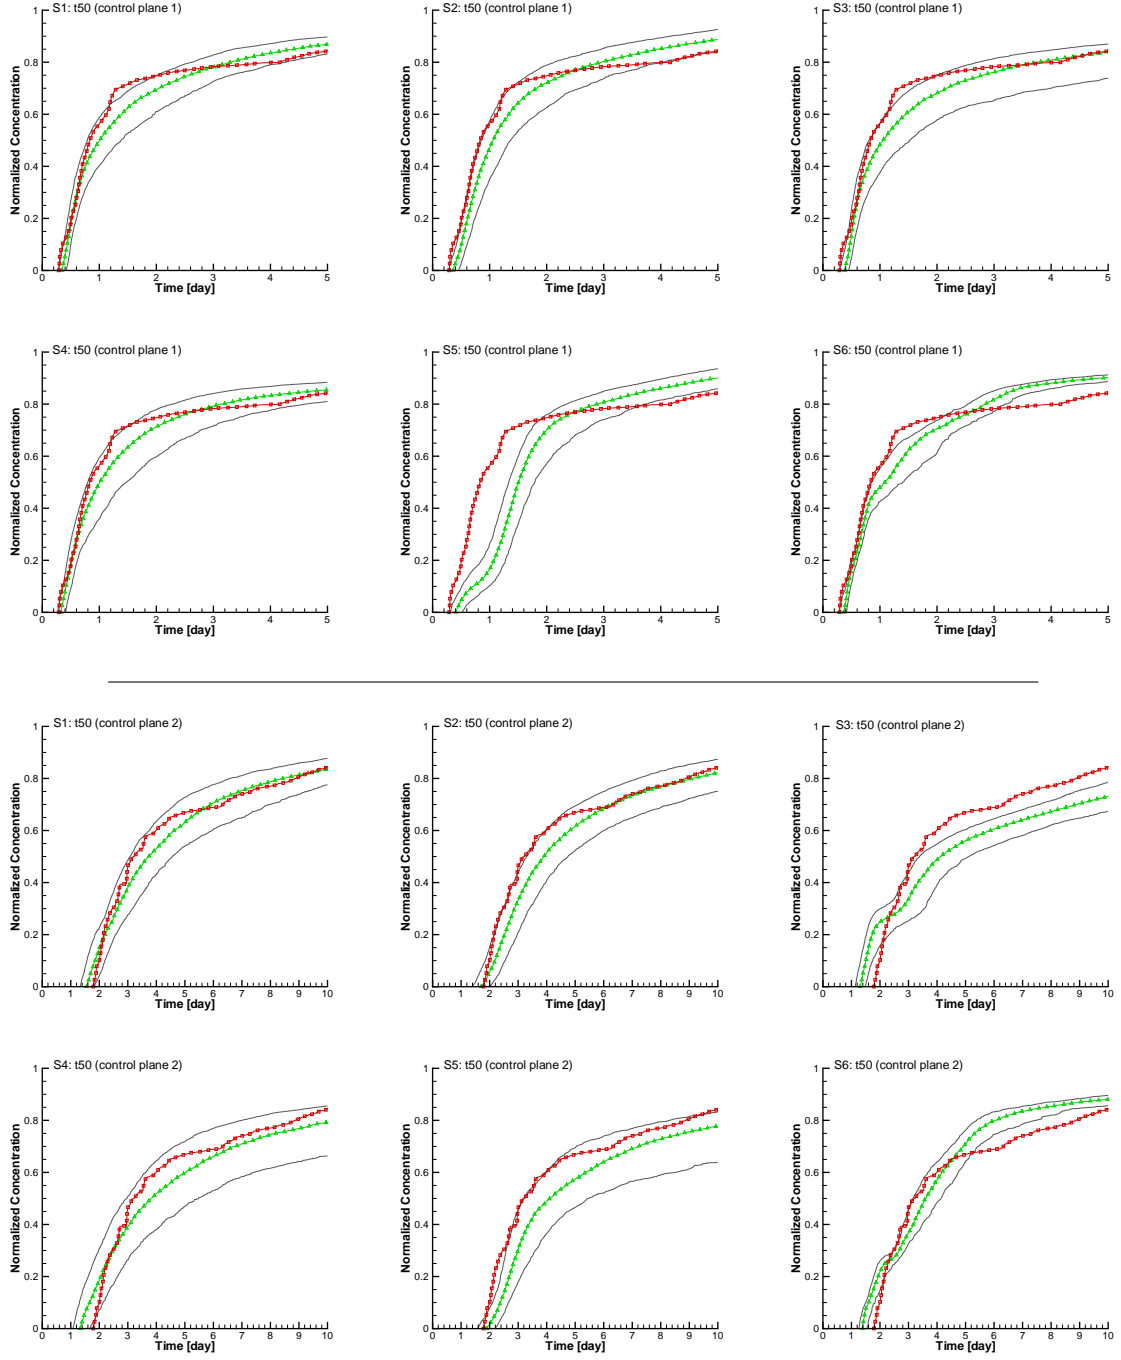 S1: t50 (control plane 1)
Normalized Concentration
1
0.8
0.6
0.4
0.2
0
0 1 2 3 4 5
Time [day]
S2: t50 (control plane 1)
Normalized Concentration
1
0.8
0.6
0.4
0.2
0
0 1 2 3 4 5
Time [day]
S3: t50 (control plane 1)
Normalized Concentration
1
0.8
0.6
0.4
0.2
0
0 1 2 3 4 5
Time [day]
S4: t50 (control plane 1)
Normalized Concentration
1
0.8
0.6
0.4
0.2
0
0 1 2 3 4 5
Time [day]
S5: t50 (control plane 1)
Normalized Concentration
1
0.8
0.6
0.4
0.2
0
0 1 2 3 4 5
Time [day]
S6: t50 (control plane 1)
Normalized Concentration
1
0.8
0.6
0.4
0.2
0
0 1 2 3 4 5
Time [day]
S1: t50 (control plane 2)
Normalized Concentration
1
0.8
0.6
0.4
0.2
0
0 1 2 3 4 5 6 7 8 9 10
Time [day]
S2: t50 (control plane 2)
Normalized Concentration
1
0.8
0.6
0.4
0.2
0
0 1 2 3 4 5 6 7 8 9 10
Time [day]
S3: t50 (control plane 2)
Normalized Concentration
1
0.8
0.6
0.4
0.2
0
0 1 2 3 4 5 6 7 8 9 10
Time [day]
S4: t50 (control plane 2)
Normalized Concentration
1
0.8
0.6
0.4
0.2
0
0 1 2 3 4 5 6 7 8 9 10
Time [day]
S5: t50 (control plane 2)
Normalized Concentration
1
0.8
0.6
0.4
0.2
0
0 1 2 3 4 5 6 7 8 9 10
Time [day]
S6: t50 (control plane 2)
Normalized Concentration
1
0.8
0.6
0.4
0.2
0
0 1 2 3 4 5 6 7 8 9 10
Time [day]